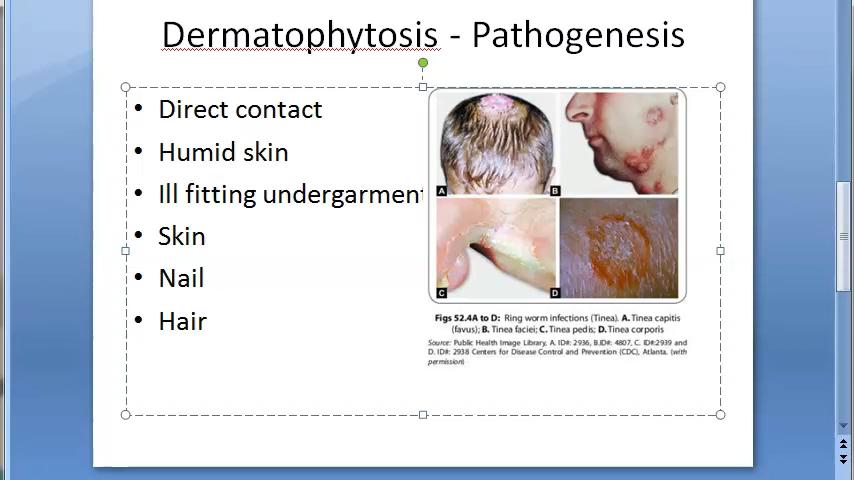 Dermatophytosis - Pathogenesis
• Direct contact
• Humid skin
• Ill fitting undergarment
• Skin
• Nail
• Hair
A
B
C
D
Figs 52.4A to D: Ring worm infections (Tinea). A. Tinea capitis
(favus); B. Tinea faciei; C. Tinea pedis; D. Tinea corporis
Source: Public Health Image Library, A. ID#: 2936, B.ID#: 4807, C. ID#:2939 and
D. ID#: 2938 Centers for Disease Control and Prevention (CDC), Atlanta. (with
permission)